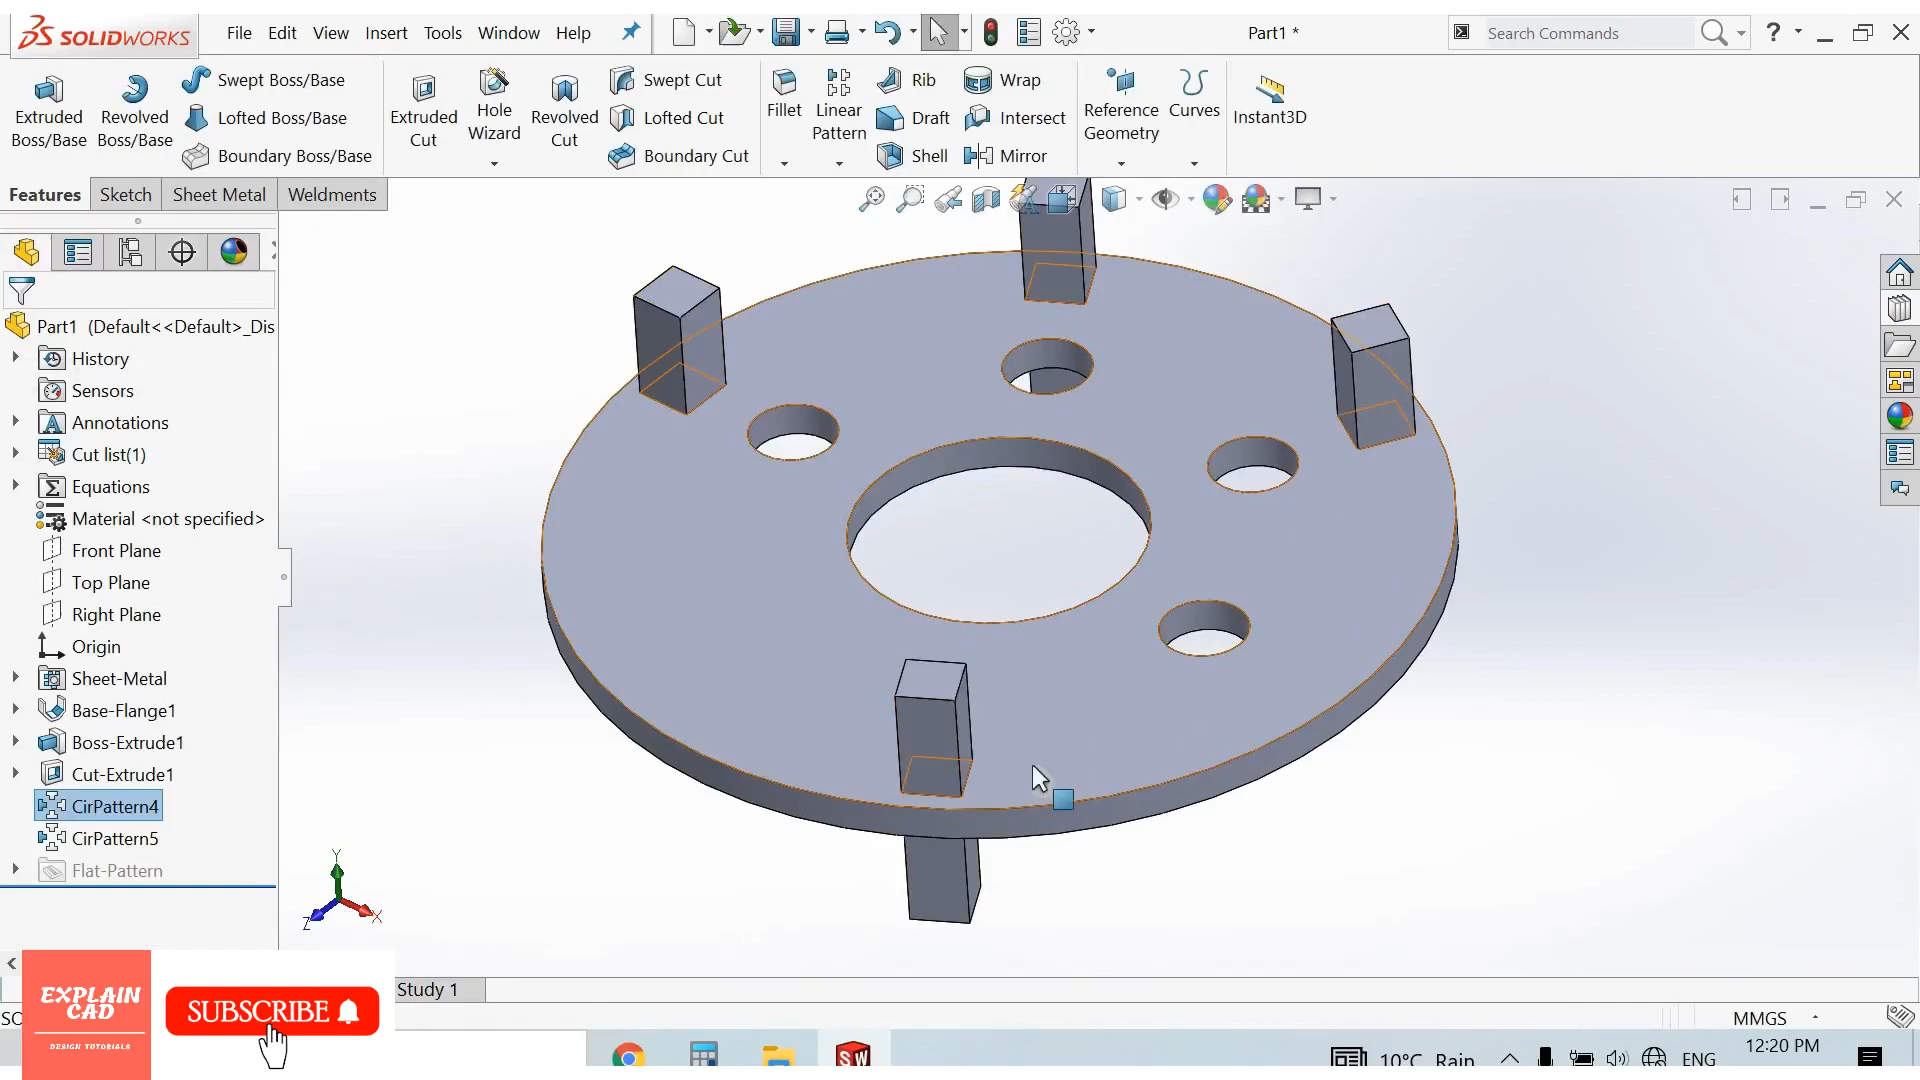 SOLIDWORKS
File Edit View Insert Tools Window Help
Part1 *
Search Commands
?
Extruded Boss/Base
Revolved Boss/Base
Swept Boss/Base
Lofted Boss/Base
Boundary Boss/Base
Extruded Cut
Hole Wizard
Revolved Cut
Swept Cut
Lofted Cut
Boundary Cut
Fillet
Linear Pattern
Rib
Draft
Shell
Wrap
Intersect
Mirror
Reference Geometry
Curves
Instant3D
Features Sketch Sheet Metal Weldments
Part1 (Default<<Default>_Dis
History
Sensors
Annotations
Cut list(1)
Equations
Material <not specified>
Front Plane
Top Plane
Right Plane
Origin
Sheet-Metal
Base-Flange1
Boss-Extrude1
Cut-Extrude1
CirPattern4
CirPattern5
Flat-Pattern
Y
Z
X
Study 1
SO
MMGS
EXPLAIN
CAD
DESIGN TUTORIALS
SUBSCRIBE
SW
10°C Rain
ENG
12:20 PM